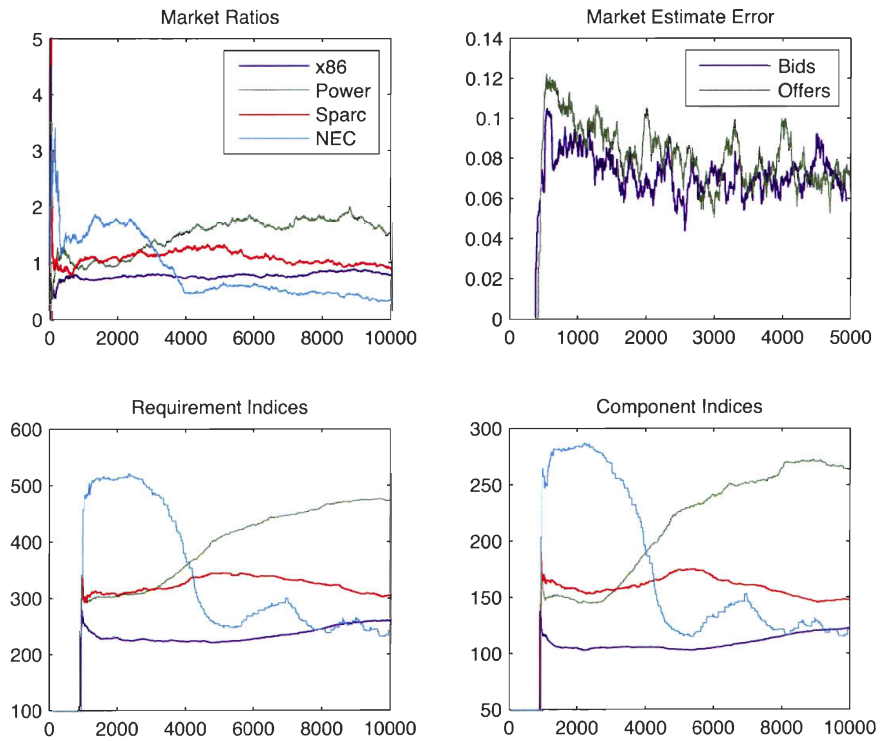 Market Ratios
5
4
3
2
1
0
0 2000 4000 6000 8000 10000
x86
Power
Sparc
NEC
Market Estimate Error
0.14
0.12
0.1
0.08
0.06
0.04
0.02
0
0 1000 2000 3000 4000 5000
Bids
Offers
Requirement Indices
600
500
400
300
200
100
0 2000 4000 6000 8000 10000
Component Indices
300
250
200
150
100
50
0 2000 4000 6000 8000 10000